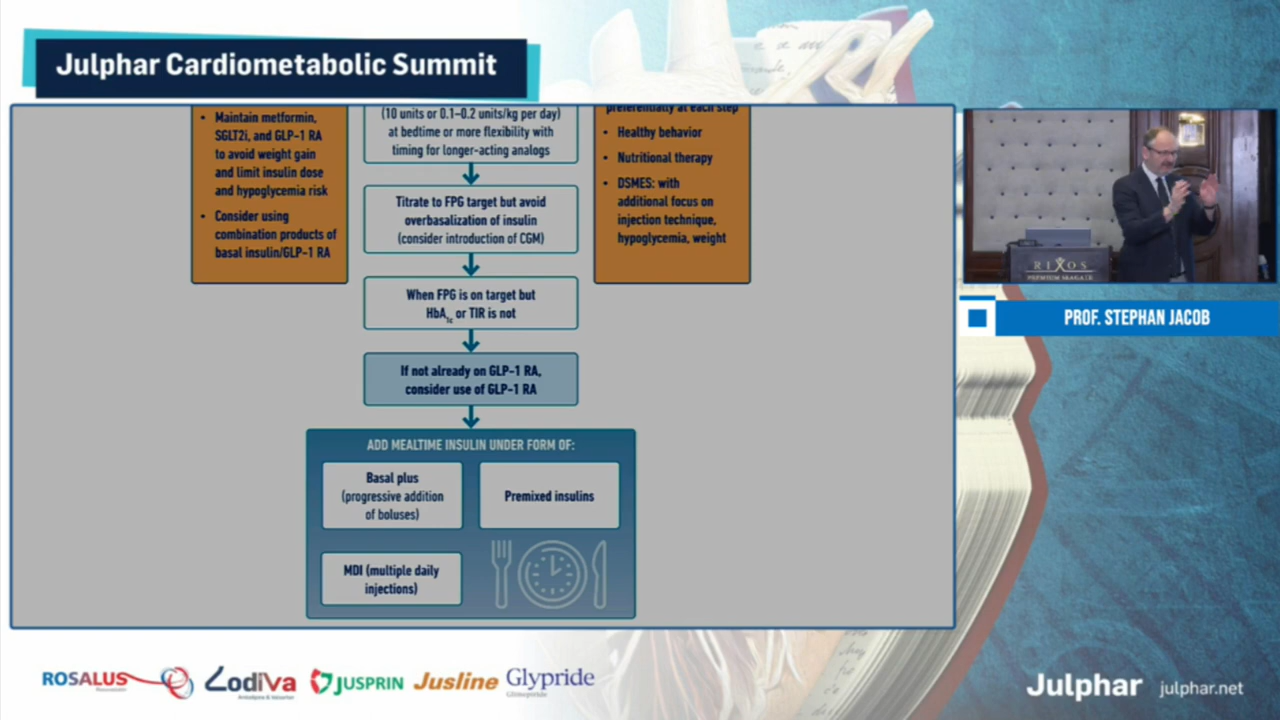 Julphar Cardiometabolic Summit
• Maintain metformin,
SGLT2i, and GLP-1 RA
to avoid weight gain
and limit insulin dose
and hypoglycemia risk
• Consider using
combination products of
basal insulin/GLP-1 RA
(10 units or 0.1-0.2 units/kg per day)
at bedtime or more flexibility with
timing for longer-acting analogs
Titrate to FPG target but avoid
overbasalization of insulin
(consider introduction of CGM)
When FPG is on target but
HbA1c or TIR is not
If not already on GLP-1 RA,
consider use of GLP-1 RA
ADD MEALTIME INSULIN UNDER FORM OF:
Basal plus
(progressive addition
of boluses)
Premixed insulins
MDI (multiple daily
injections)
preferentially at each step
• Healthy behavior
• Nutritional therapy
• DSMES: with
additional focus on
injection technique,
hypoglycemia, weight
RIXOS
PROF. STEPHAN JACOB
ROSALUS
Lodiva
Amlodipine & Valsartan
JUSPRIN
Jusline
Glypride
Glimepiride
Julphar
julphar.net